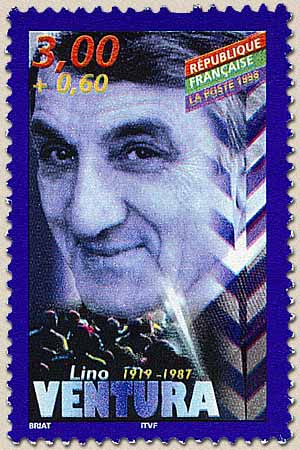 3,00
+ 0,60
RÉPUBLIQUE
FRANÇAISE
LA POSTE 1998
Lino 1919-1987
VENTURA
BRIAT ITVF